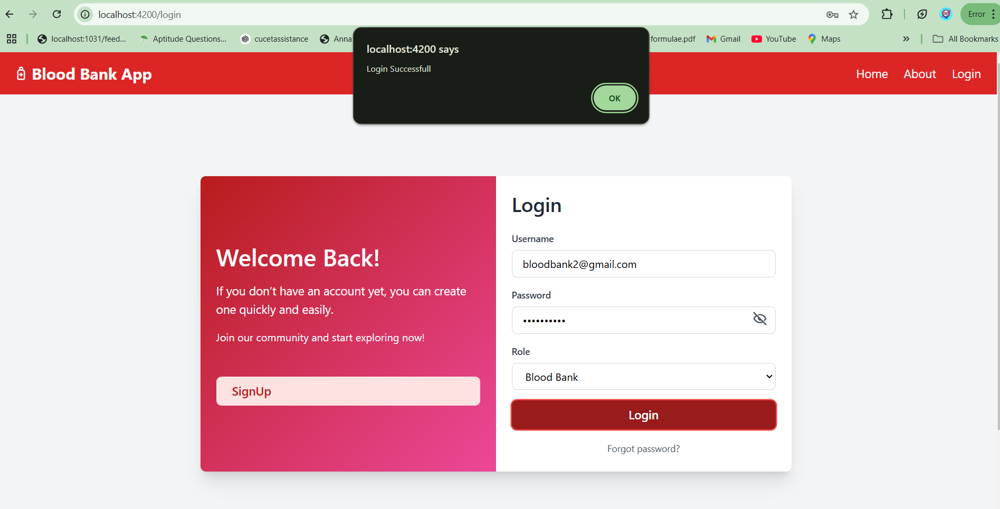 localhost:4200/login
Error
localhost:1031/feed...
Aptitude Questions...
cucetassistance
Anna
formulae.pdf
Gmail
YouTube
Maps
»
All Bookmarks
localhost:4200 says
Login Successfull
OK
Blood Bank App
Home
About
Login
Welcome Back!
If you don’t have an account yet, you can create
one quickly and easily.
Join our community and start exploring now!
SignUp
Login
Username
bloodbank2@gmail.com
Password
••••••••••
Role
Blood Bank
Login
Forgot password?